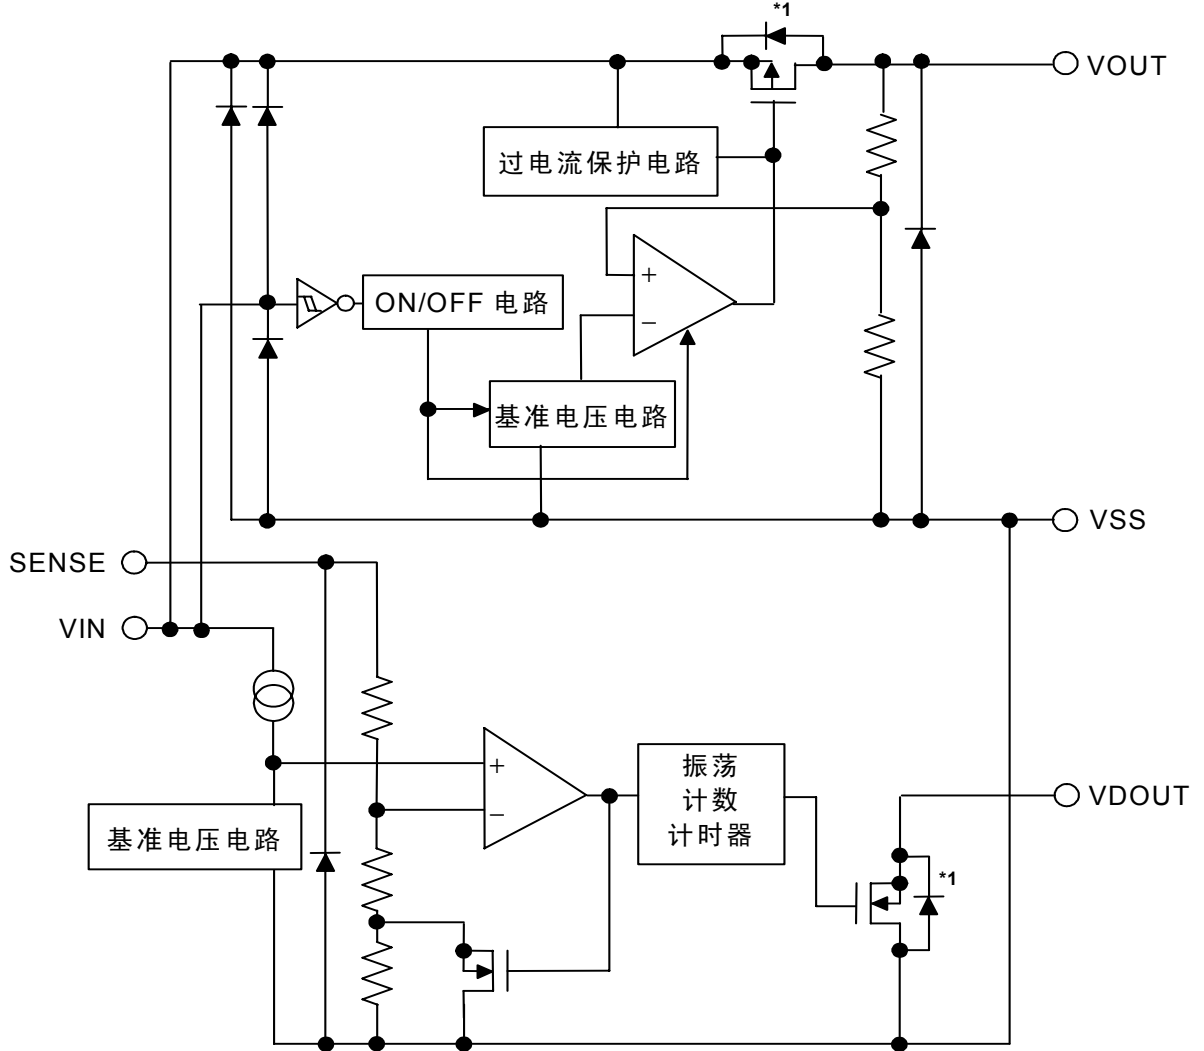 *1
VOUT
过电流保护电路
+
−
ON/OFF 电路
基准电压电路
VSS
SENSE
VIN
+
−
振荡
计数
计时器
VDOUT
基准电压电路
*1